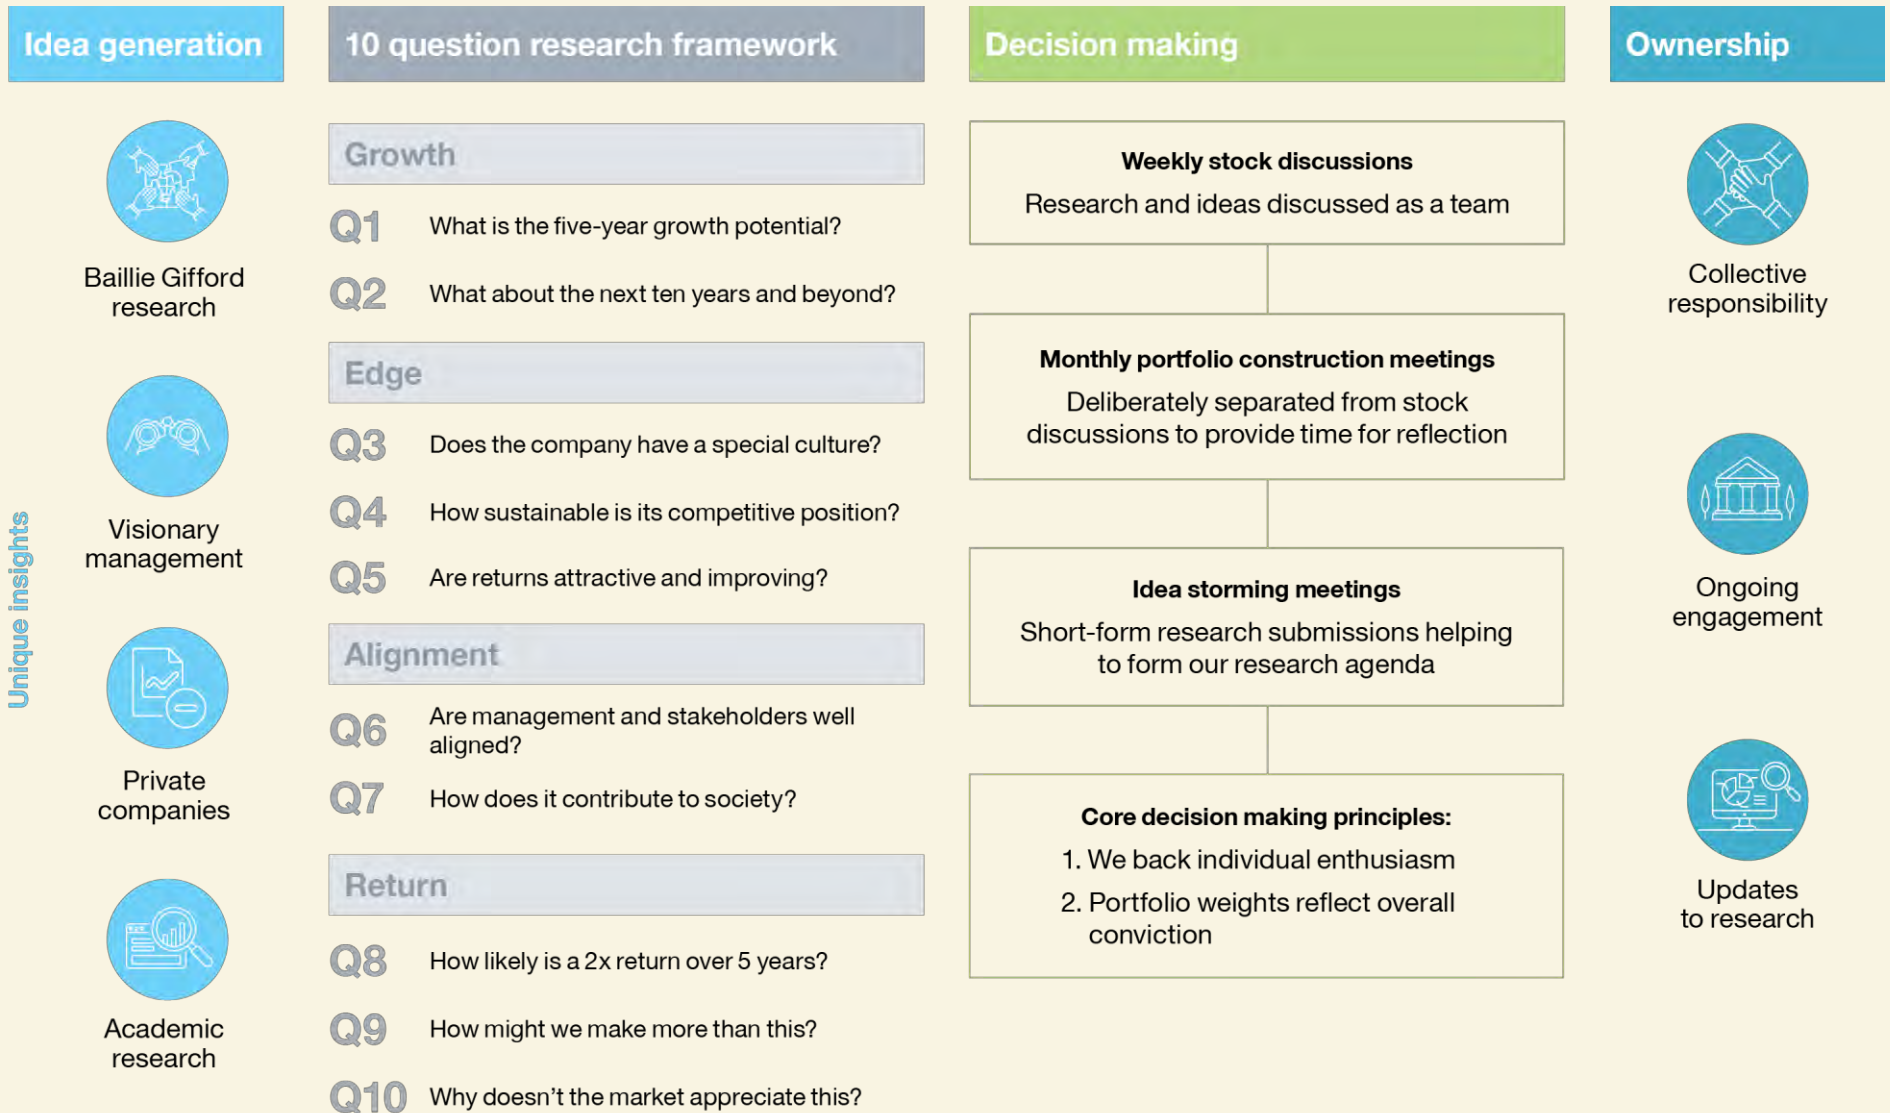 Idea generation
Unique insights
Baillie Gifford
research
Visionary
management
Private
companies
Academic
research
10 question research framework
Growth
Q1 What is the five-year growth potential?
Q2 What about the next ten years and beyond?
Edge
Q3 Does the company have a special culture?
Q4 How sustainable is its competitive position?
Q5 Are returns attractive and improving?
Alignment
Q6 Are management and stakeholders well
aligned?
Q7 How does it contribute to society?
Return
Q8 How likely is a 2x return over 5 years?
Q9 How might we make more than this?
Q10 Why doesn’t the market appreciate this?
Decision making
Weekly stock discussions
Research and ideas discussed as a team
Monthly portfolio construction meetings
Deliberately separated from stock
discussions to provide time for reflection
Idea storming meetings
Short-form research submissions helping
to form our research agenda
Core decision making principles:
1. We back individual enthusiasm
2. Portfolio weights reflect overall
conviction
Ownership
Collective
responsibility
Ongoing
engagement
Updates
to research